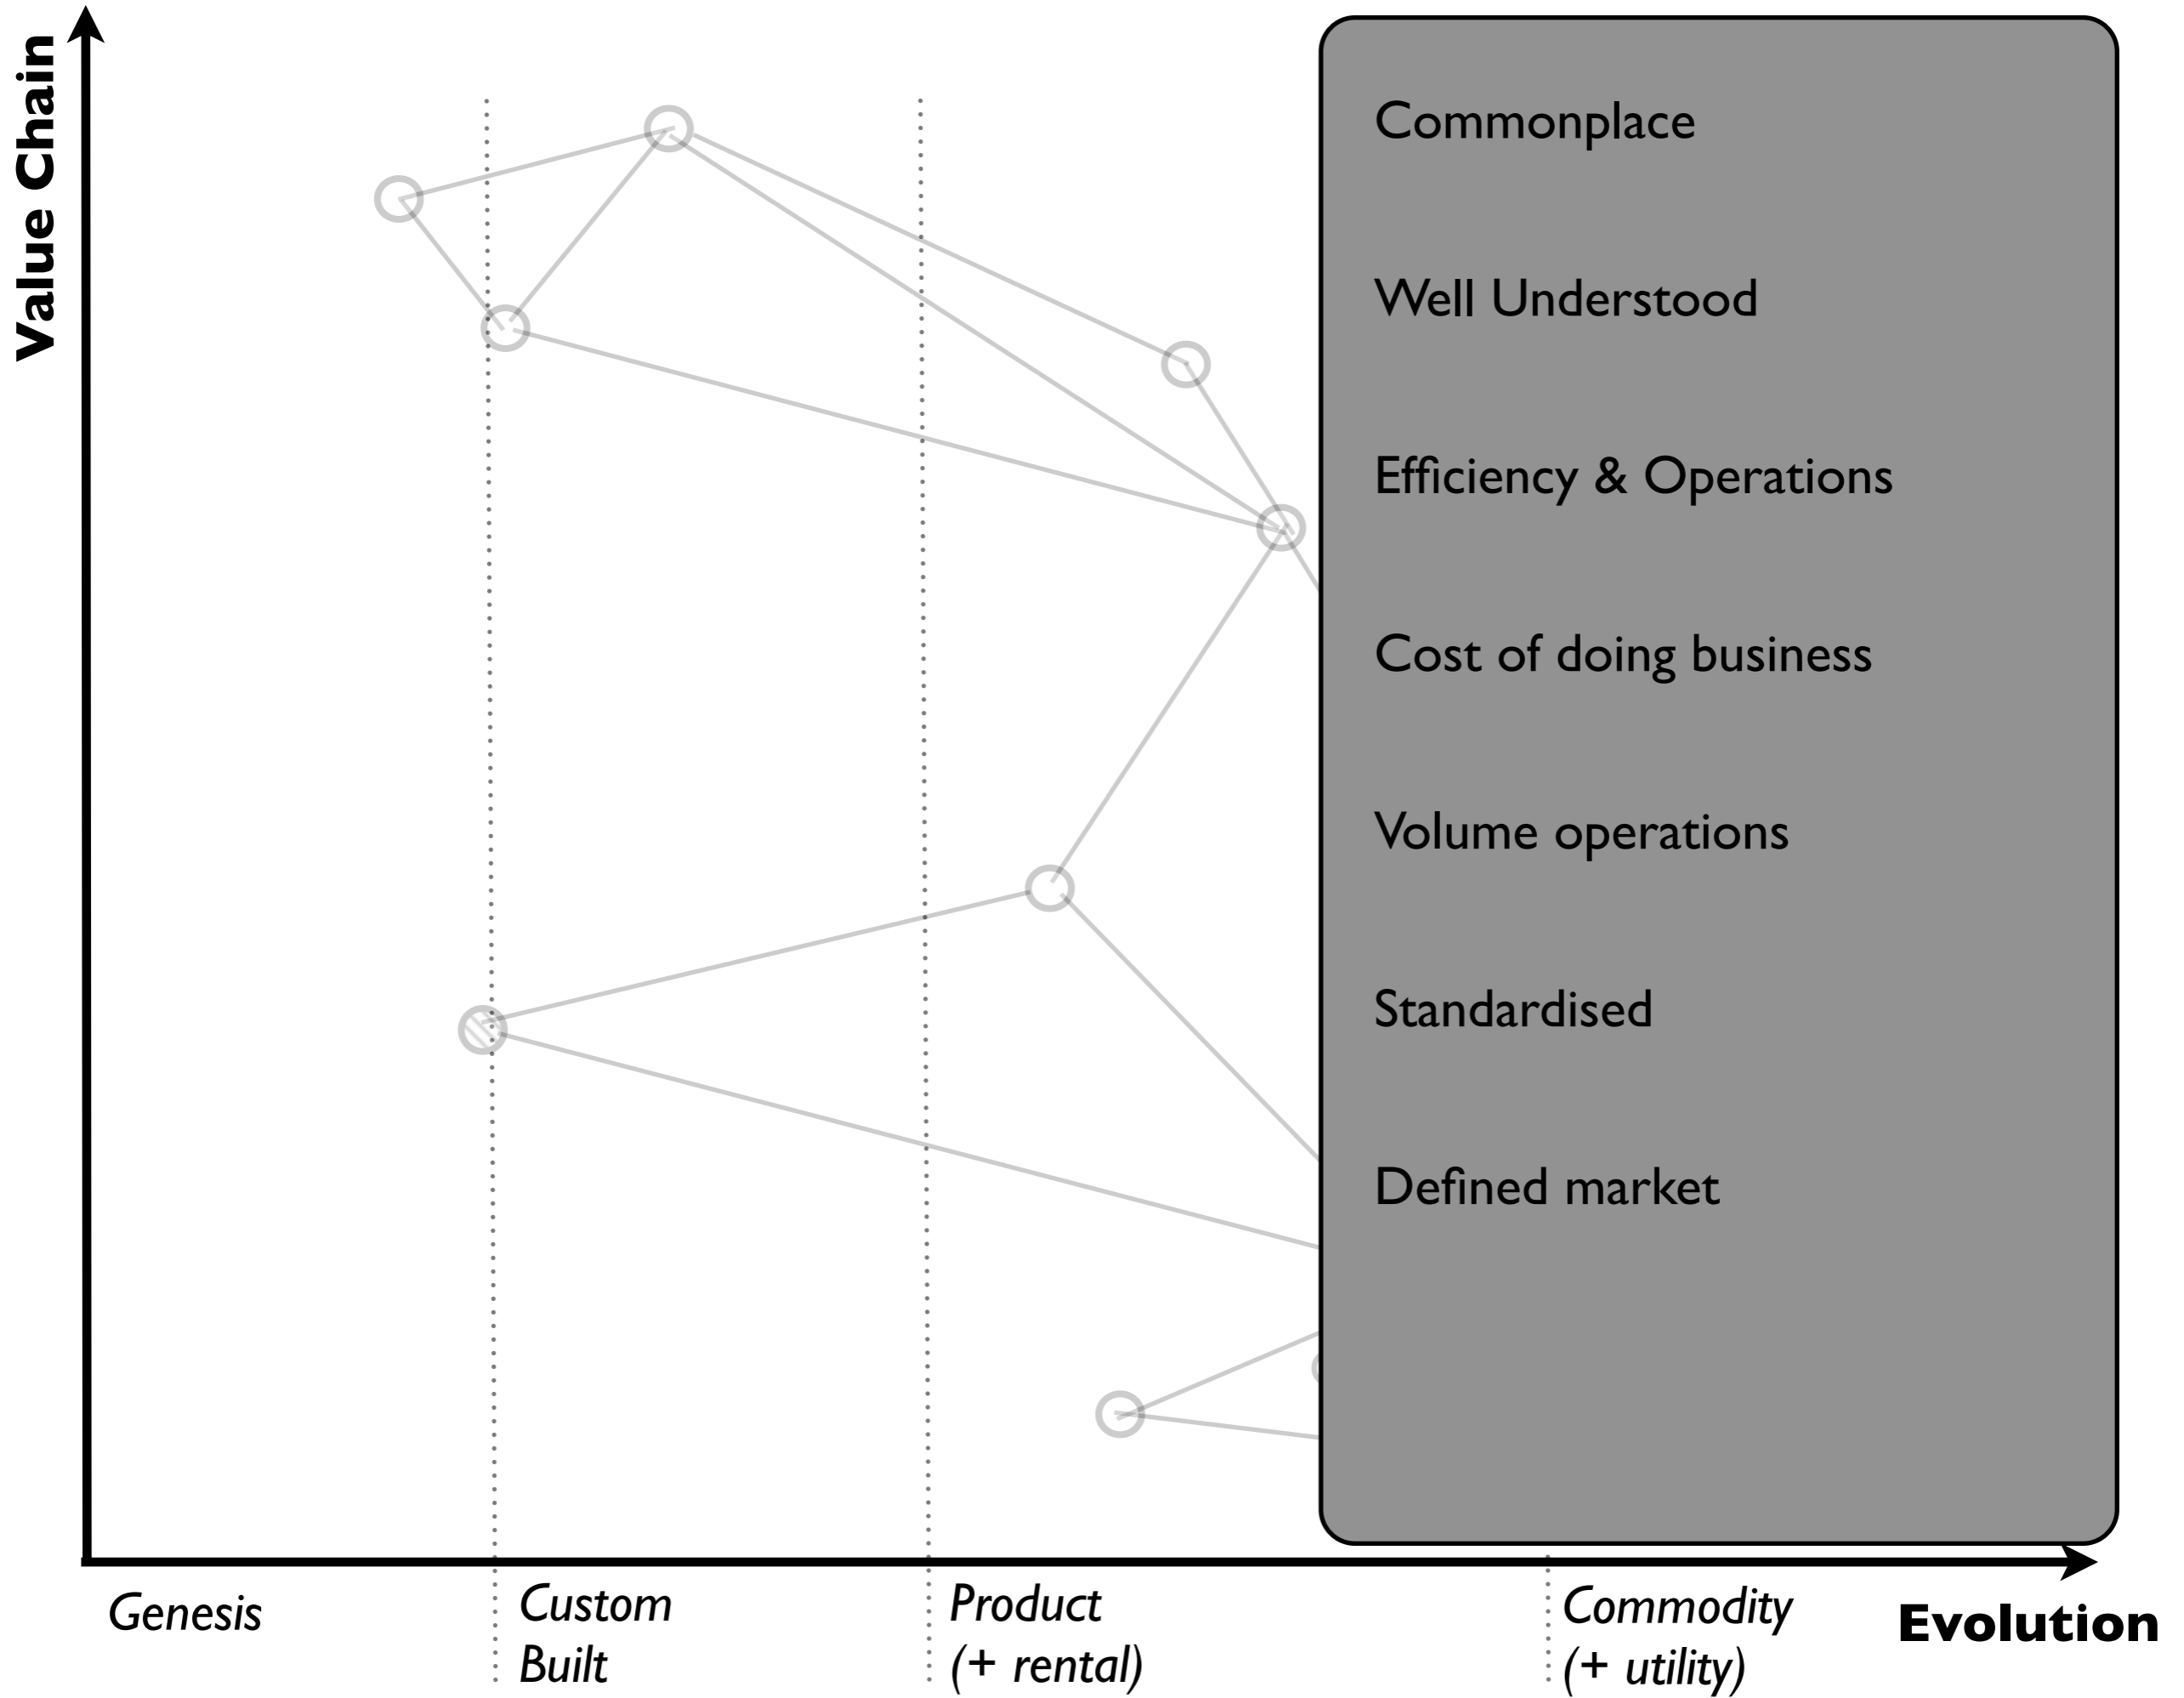 Value Chain
Commonplace
Well Understood
Efficiency & Operations
Cost of doing business
Volume operations
Standardised
Defined market
Genesis
Custom
Built
Product
(+ rental)
Commodity
(+ utility)
Evolution